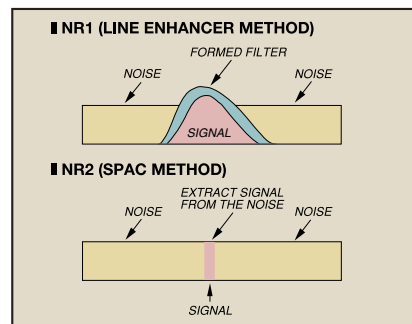 NR1 (LINE ENHANCER METHOD)
FORMED FILTER
NOISE
NOISE
SIGNAL
NR2 (SPAC METHOD)
EXTRACT SIGNAL
FROM THE NOISE
NOISE
NOISE
SIGNAL